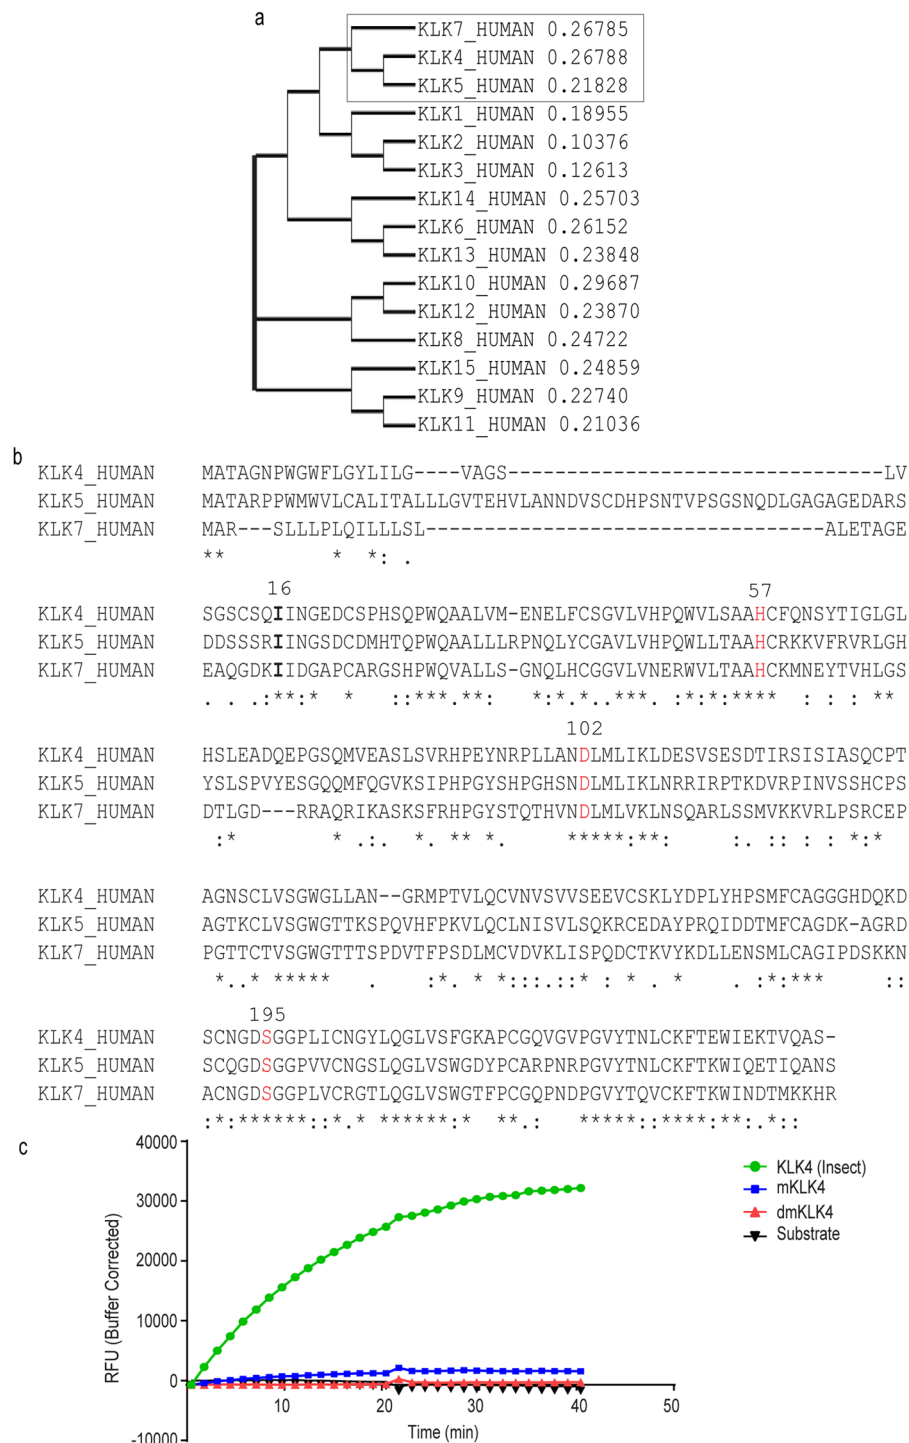 a
KLK7_HUMAN 0.26785
KLK4_HUMAN 0.26788
KLK5_HUMAN 0.21828
KLK1_HUMAN 0.18955
KLK2_HUMAN 0.10376
KLK3_HUMAN 0.12613
KLK14_HUMAN 0.25703
KLK6_HUMAN 0.26152
KLK13_HUMAN 0.23848
KLK10_HUMAN 0.29687
KLK12_HUMAN 0.23870
KLK8_HUMAN 0.24722
KLK15_HUMAN 0.24859
KLK9_HUMAN 0.22740
KLK11_HUMAN 0.21036
b
KLK4_HUMAN MATAGNPWGWFLGYLILG----VAGS--------------------------------LV
KLK5_HUMAN MATARPPWMWVLCALITALLLGVTEHVLANNDVSCDHPSNTVPSGSNQDLGAGAGEDARS
KLK7_HUMAN MAR---SLLLPLQILLLSL----------------------------------ALETAGE
** * *: .
16 57
KLK4_HUMAN SGSCSQIINGEDCSPHSQPWQAALVM-ENELFCSGVLVHPQWVLSAAHCFQNSYTIGLGL
KLK5_HUMAN DDSSSRIINGSDCDMHTQPWQAALLLRPNQLYCGAVLVHPQWLLTAAHCRKKVFRVRLGH
KLK7_HUMAN EAQGDKIIDGAPCARGSHPWQVALLS-GNQLHCGGVLVNERWVLTAAHCKMNEYTVHLGS
. . .:**:* * ::***.**: *:*.*..***: :*:*:**** : : : **
102
KLK4_HUMAN HSLEADQEPGSQMVEASLSVRHPEYNRPLLANDLMLIKLDESVSESDTIRSISIASQCPT
KLK5_HUMAN YSLSPVYESGQQMFQGVKSIPHPGYSHPGHSNDLMLIKLNRRIRPTKDVRPINVSSHCPS
KLK7_HUMAN DTLGD---RRAQRIKASKSFRHPGYSTQTHVNDLMLVKLNSQARLSSMVKKVRLPSRCEP
:* * .:. *. ** *. *****:**: :. :: : : *:*
KLK4_HUMAN AGNSCLVSGWGLLAN--GRMPTVLQCVNVSVVSEEVCSKLYDPLYHPSMFCAGGGHDQKD
KLK5_HUMAN AGTKCLVSGWGTTKSPQVHFPKVLQCLNISVLSQKRCEDAYPRQIDDTMFCAGDK-AGRD
KLK7_HUMAN PGTTCTVSGWGTTTSPDVTFPSDLMCVDVKLISPQDCTKVYKDLLENSMLCAGIPDSKKN
*..* ***** . :*. * *:::.::* : * . * :*:*** ::
195
KLK4_HUMAN SCNGDSGGPLICNGYLQGLVSFGKAPCGQVGVPGVYTNLCKFTEWIEKTVQAS-
KLK5_HUMAN SCQGDSGGPVVCNGSLQGLVSWGDYPCARPNRPGVYTNLCKFTKWIQETIQANS
KLK7_HUMAN ACNGDSGGPLVCRGTLQGLVSWGTFPCGQPNDPGVYTQVCKFTKWINDTMKKHR
:*:******::*.* ******:* **.: *****::****:**:.*::
c
40000
30000
20000
10000
0
-10000
RFU (Buffer Corrected)
10 20 30 40 50
Time (min)
KLK4 (Insect)
mKLK4
dmKLK4
Substrate